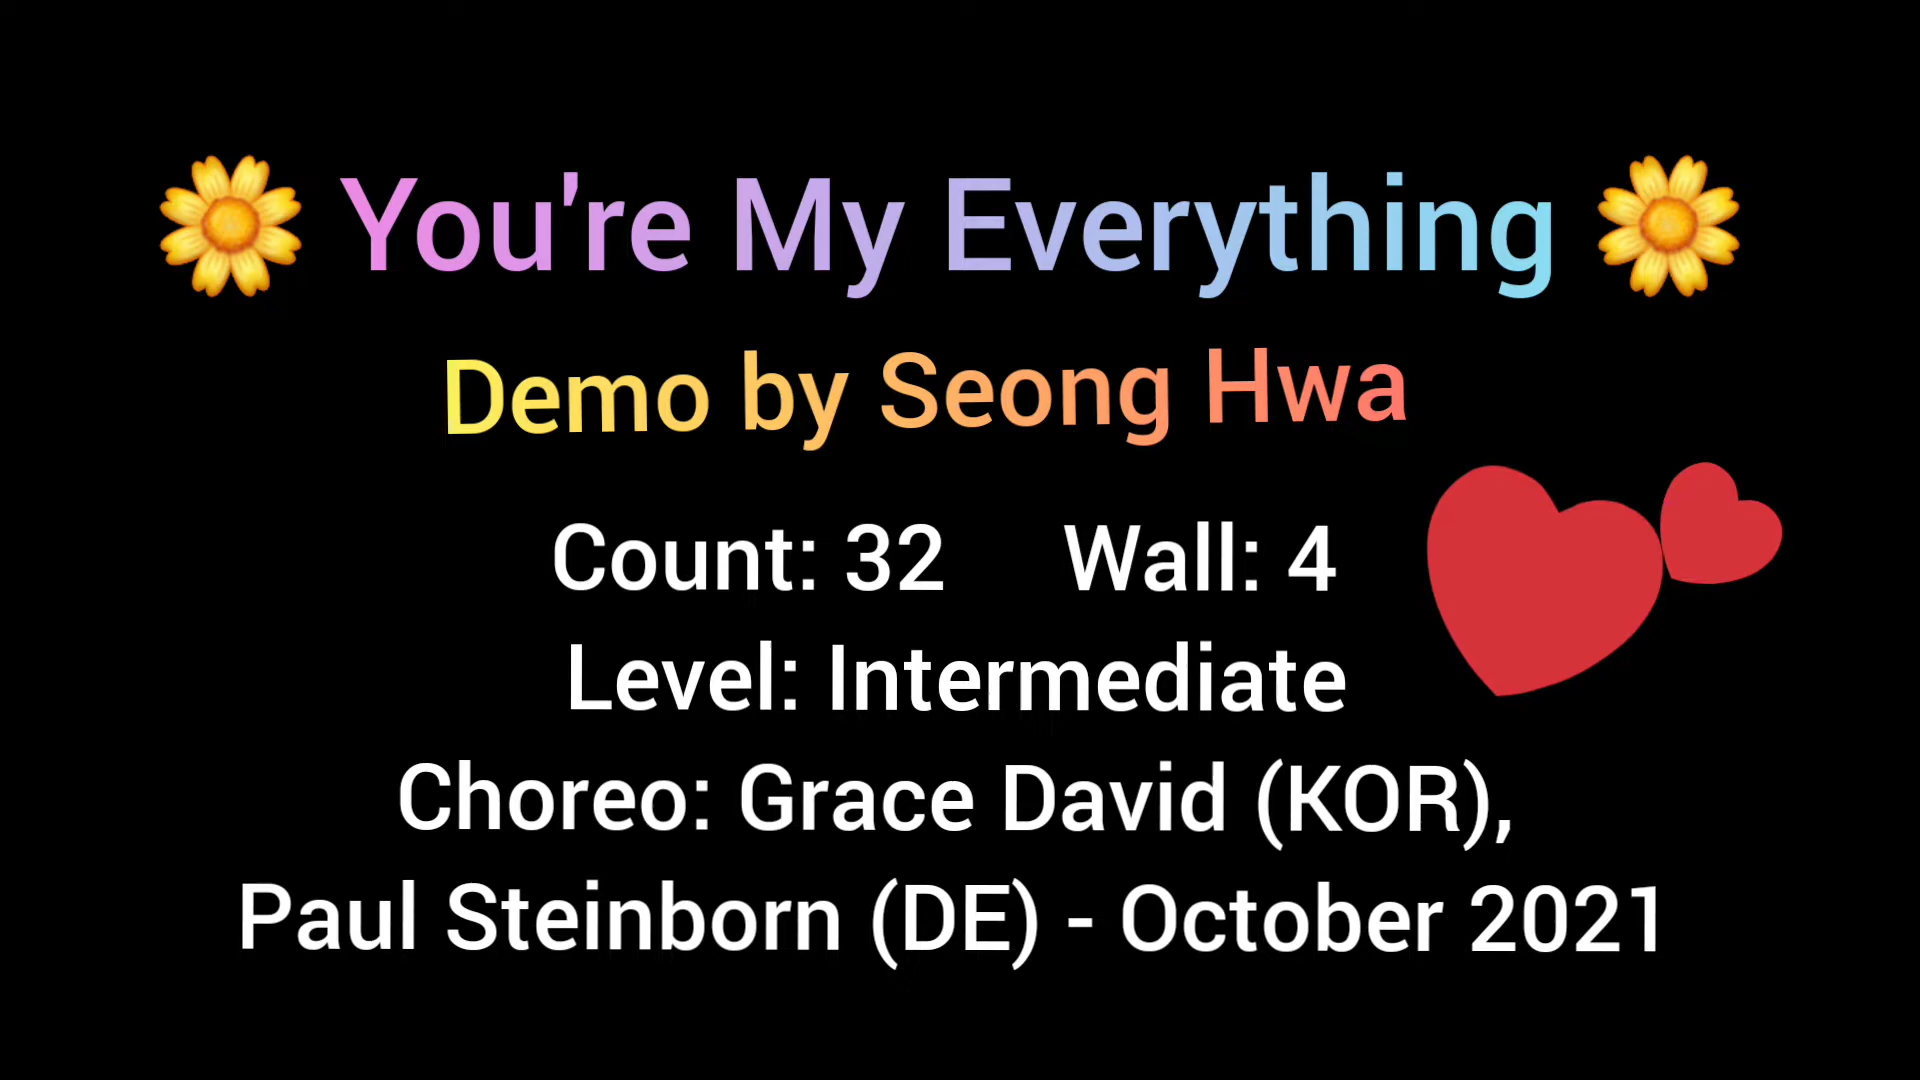 You're My Everything
Demo by Seong Hwa
Count: 32 Wall: 4
Level: Intermediate
Choreo: Grace David (KOR),
Paul Steinborn (DE) - October 2021